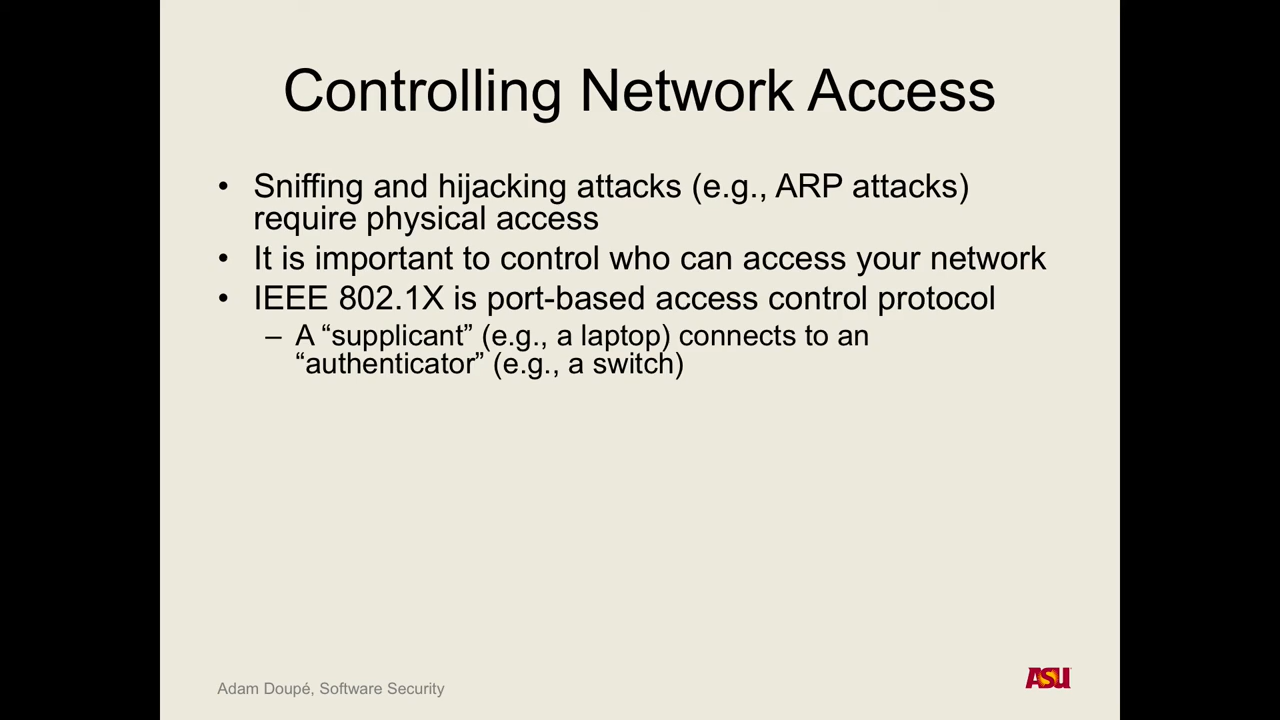 Controlling Network Access
• Sniffing and hijacking attacks (e.g., ARP attacks)
require physical access
• It is important to control who can access your network
• IEEE 802.1X is port-based access control protocol
– A “supplicant” (e.g., a laptop) connects to an
“authenticator” (e.g., a switch)
Adam Doupé, Software Security
ASU